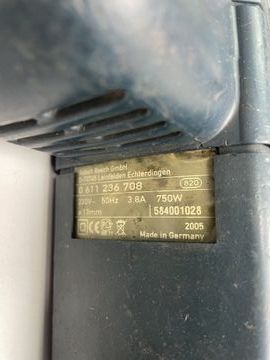 Robert Bosch GmbH
Leinfelden Echterdingen
0 611 236 708
820
230V~ 50Hz 3.8A 750W
584001028
2005
Made in Germany